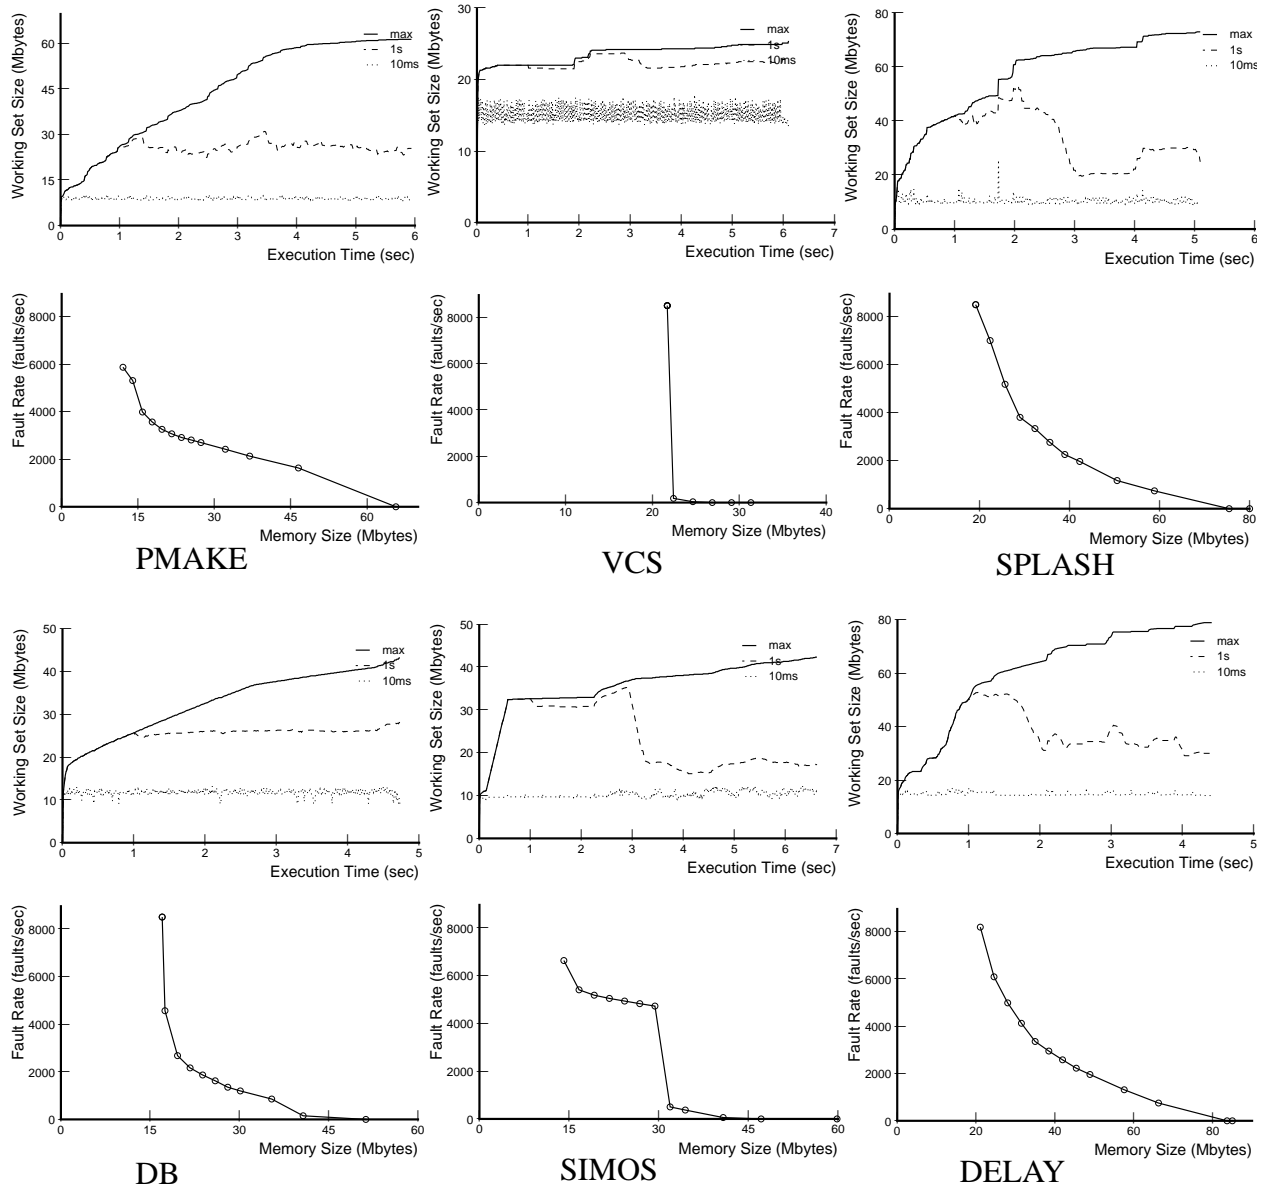 Working Set Size (Mbytes)
60
45
30
15
0
0 1 2 3 4 5 6
Execution Time (sec)
max
1s
10ms
Working Set Size (Mbytes)
30
20
10
0
0 1 2 3 4 5 6 7
Execution Time (sec)
max
1s
10ms
Working Set Size (Mbytes)
80
60
40
20
0
0 1 2 3 4 5 6
Execution Time (sec)
max
1s
10ms
Fault Rate (faults/sec)
8000
6000
4000
2000
0
0 15 30 45 60
Memory Size (Mbytes)
PMAKE
Fault Rate (faults/sec)
8000
6000
4000
2000
0
0 10 20 30 40
Memory Size (Mbytes)
VCS
Fault Rate (faults/sec)
8000
6000
4000
2000
0
0 20 40 60 80
Memory Size (Mbytes)
SPLASH
Working Set Size (Mbytes)
50
40
30
20
10
0
0 1 2 3 4 5
Execution Time (sec)
max
1s
10ms
Working Set Size (Mbytes)
50
40
30
20
10
0
0 1 2 3 4 5 6 7
Execution Time (sec)
max
1s
10ms
Working Set Size (Mbytes)
80
60
40
20
0
0 1 2 3 4 5
Execution Time (sec)
max
1s
10ms
Fault Rate (faults/sec)
8000
6000
4000
2000
0
0 15 30 45 60
Memory Size (Mbytes)
DB
Fault Rate (faults/sec)
8000
6000
4000
2000
0
0 15 30 45 60
Memory Size (Mbytes)
SIMOS
Fault Rate (faults/sec)
8000
6000
4000
2000
0
0 20 40 60 80
Memory Size (Mbytes)
DELAY